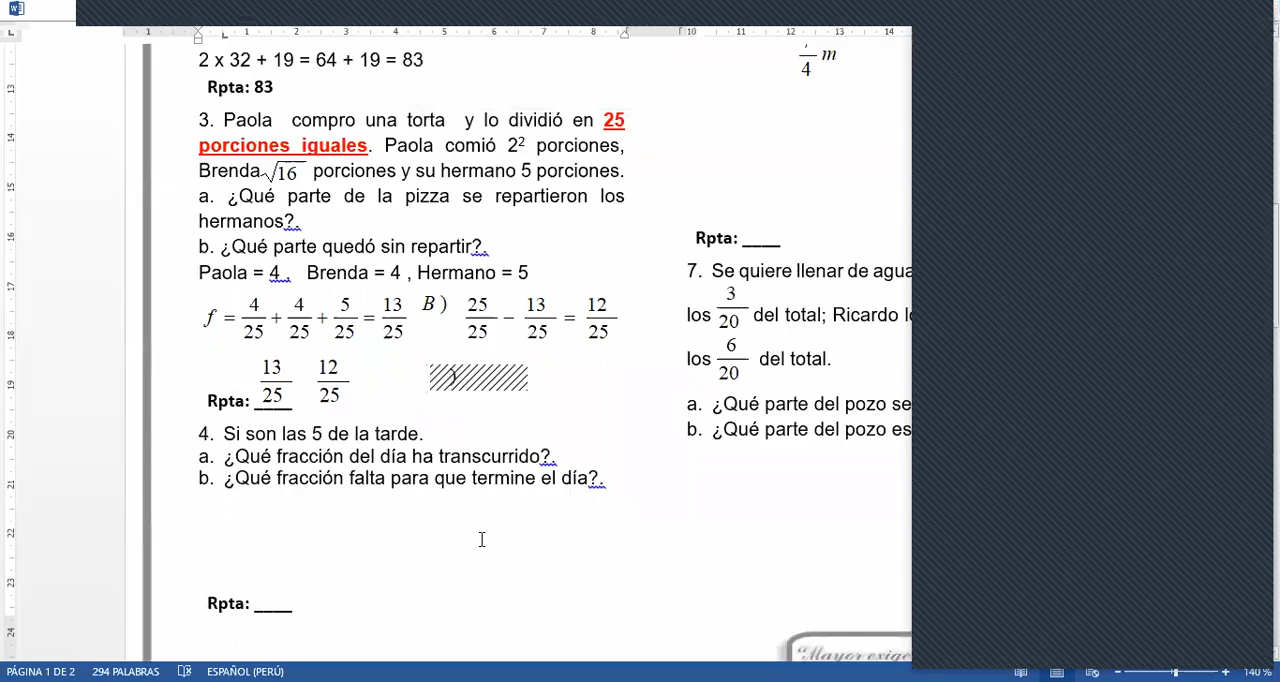 2 x 32 + 19 = 64 + 19 = 83
Rpta: 83
3. Paola compro una torta y lo dividió en 25
porciones iguales. Paola comió 2² porciones,
Brenda √16 porciones y su hermano 5 porciones.
a. ¿Qué parte de la pizza se repartieron los
hermanos?.
b. ¿Qué parte quedó sin repartir?.
Paola = 4 , Brenda = 4 , Hermano = 5
f = 4/25 + 4/25 + 5/25 = 13/25 B ) 25/25 − 13/25 = 12/25
13/25 12/25
Rpta: ____
4. Si son las 5 de la tarde.
a. ¿Qué fracción del día ha transcurrido?.
b. ¿Qué fracción falta para que termine el día?.
Rpta: ____
4 m
Rpta: ____
7. Se quiere llenar de agua
los 3/20 del total; Ricardo
los 6/20 del total.
a. ¿Qué parte del pozo se
b. ¿Qué parte del pozo es
"Mayor exige
PÁGINA 1 DE 2 294 PALABRAS ESPAÑOL (PERÚ) 140 %